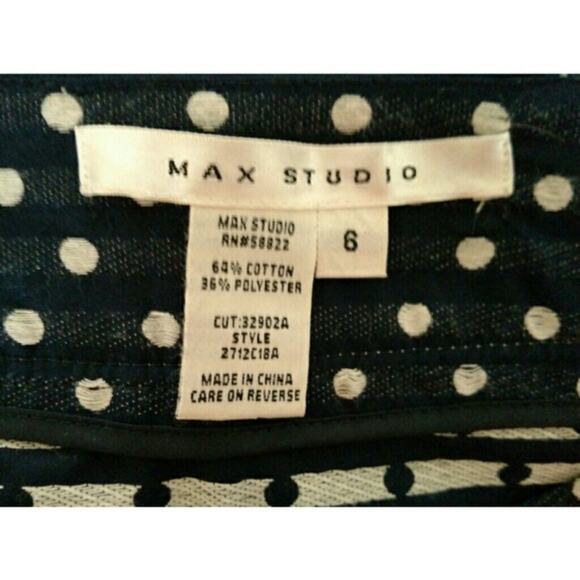 MAX STUDIO
MAX STUDIO
RN#58822
6
64% COTTON
36% POLYESTER
CUT:32902A
STYLE
2712C18A
MADE IN CHINA
CARE ON REVERSE